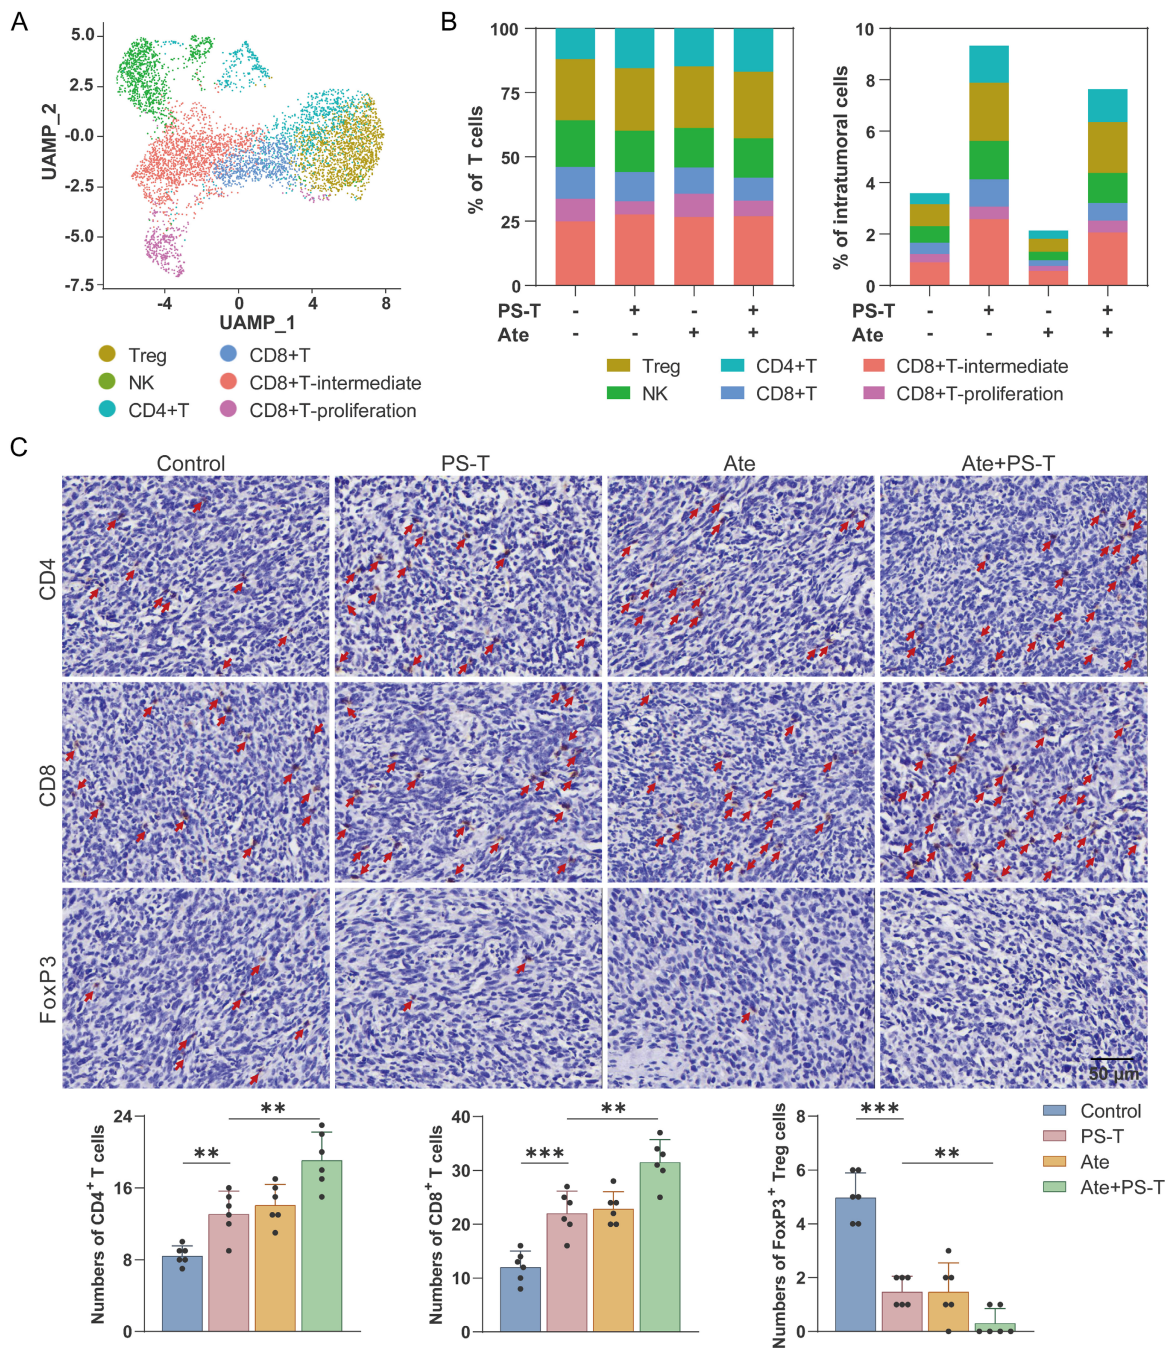 A
5.0
2.5
-0.0
-2.5
-5.0
-7.5
UAMP_2
-4
0
4
8
UAMP_1
Treg
CD8+T
NK
CD8+T-intermediate
CD4+T
CD8+T-proliferation
B
100
75
50
25
0
% of T cells
10
8
6
4
2
0
% of intratumoral cells
PS-T - + - +
Ate - - + +
PS-T - + - +
Ate - - + +
Treg CD4+T CD8+T-intermediate
NK CD8+T CD8+T-proliferation
C
Control PS-T Ate Ate+PS-T
CD4
CD8
FoxP3
50 μm
24
16
8
0
Numbers of CD4+ T cells
**
**
40
30
20
10
0
Numbers of CD8+ T cells
***
**
8
6
4
2
0
Numbers of FoxP3+ Treg cells
***
**
Control
PS-T
Ate
Ate+PS-T